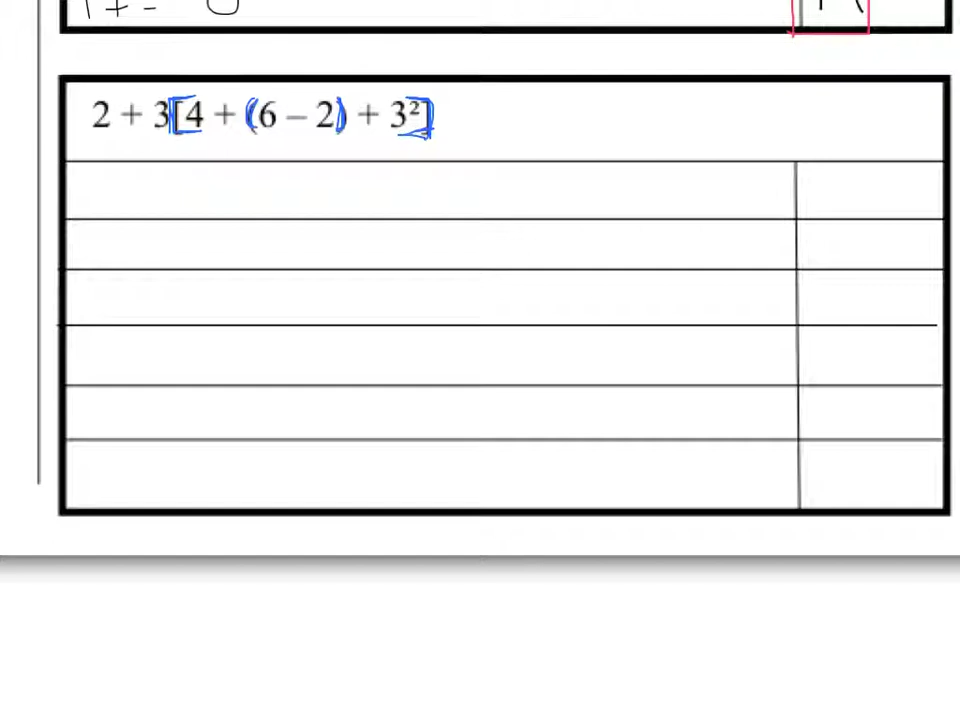 2 + 3[4 + (6 – 2) + 3²]